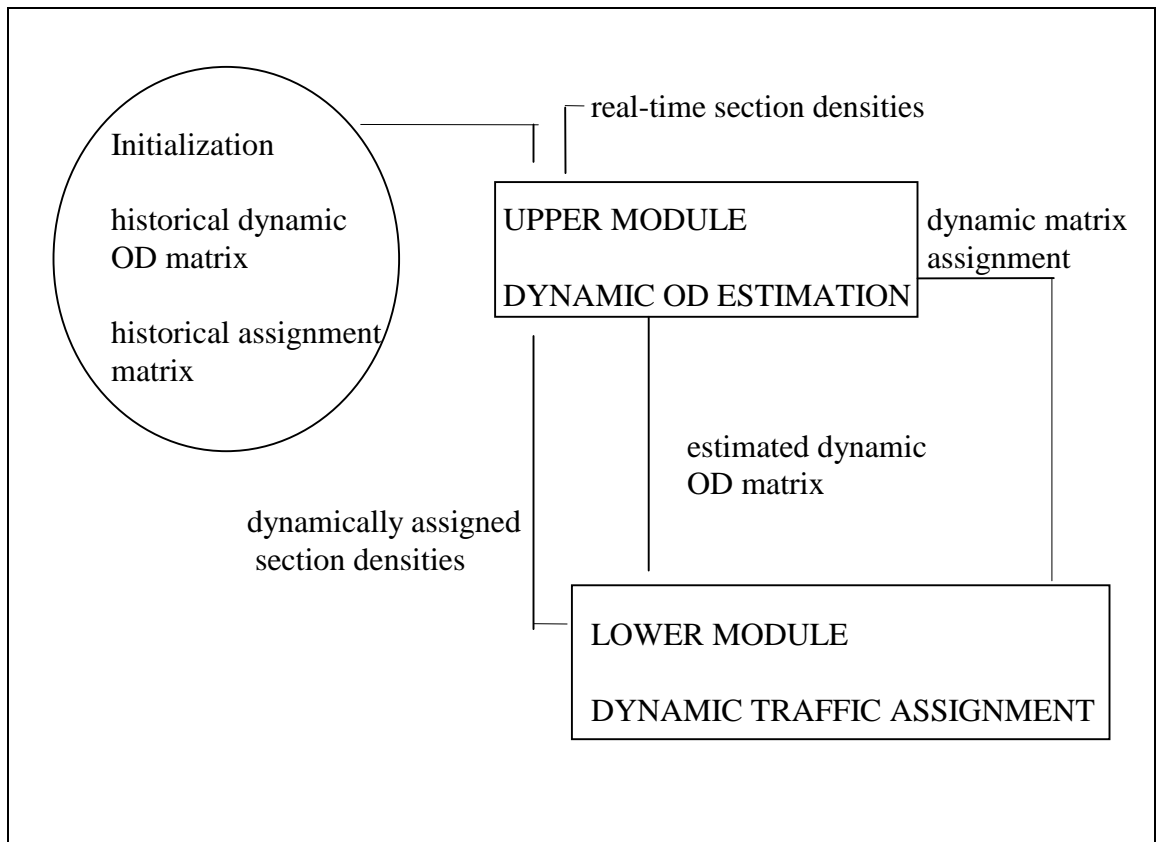 Initialization
historical dynamic
OD matrix
historical assignment
matrix
real-time section densities
UPPER MODULE
DYNAMIC OD ESTIMATION
dynamic matrix
assignment
estimated dynamic
OD matrix
dynamically assigned
section densities
LOWER MODULE
DYNAMIC TRAFFIC ASSIGNMENT